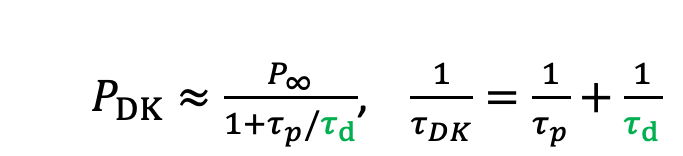 P_DK ≈ P_∞ / (1+τ_p/τ_d), 1/τ_DK = 1/τ_p + 1/τ_d